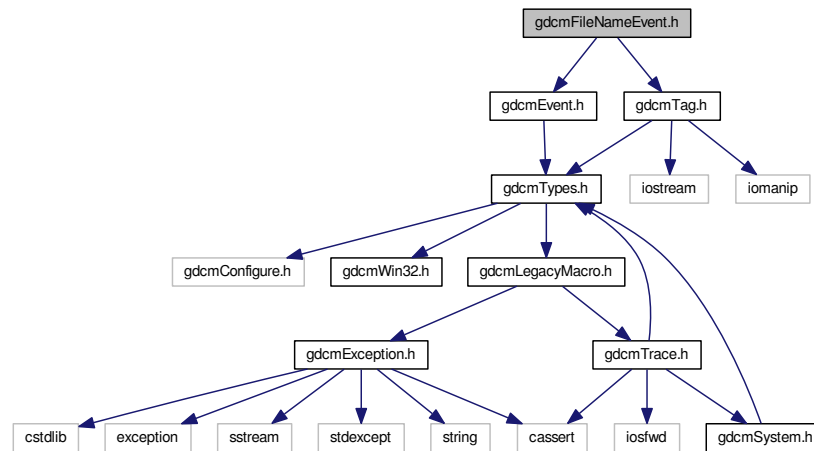 gdcmFileNameEvent.h
gdcmEvent.h
gdcmTag.h
gdcmTypes.h
iostream
iomanip
gdcmConfigure.h
gdcmWin32.h
gdcmLegacyMacro.h
gdcmException.h
gdcmTrace.h
cstdlib
exception
sstream
stdexcept
string
cassert
iosfwd
gdcmSystem.h